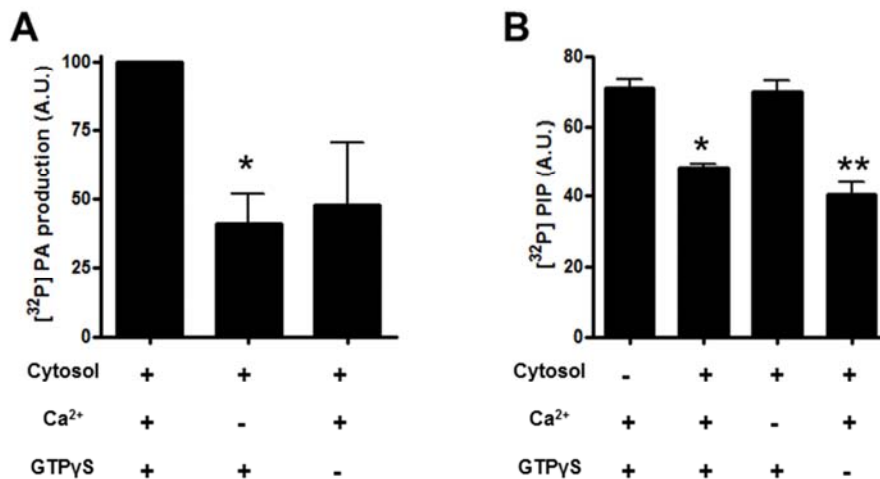 A
[³²P] PA production (A.U.)
100
75
50
25
0
*
Cytosol + + +
Ca²⁺ + - +
GTPγS + + -
B
[³²P] PIP (A.U.)
80
60
40
20
0
*
**
Cytosol - + + +
Ca²⁺ + + - +
GTPγS + + + -